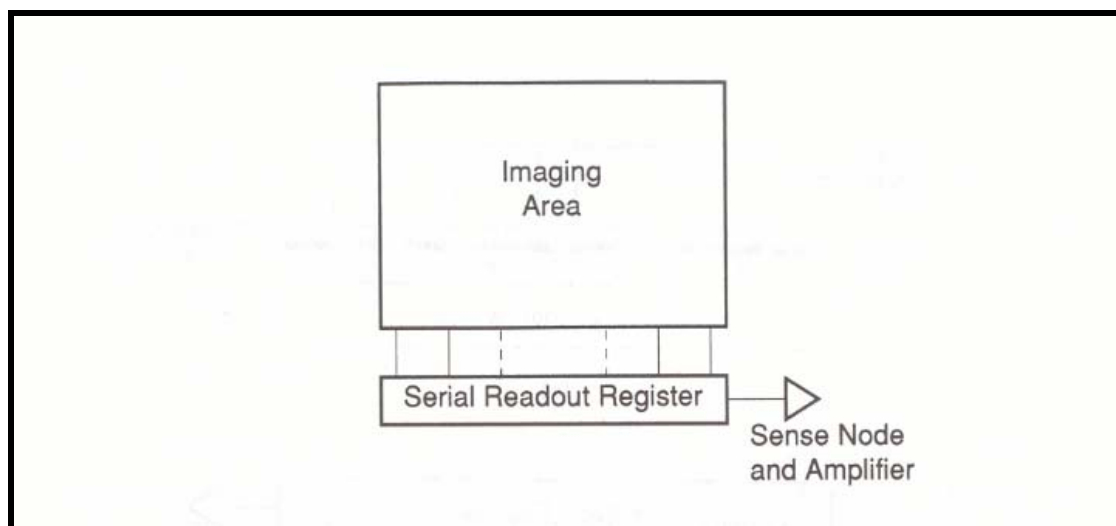 Imaging
Area
Serial Readout Register
Sense Node
and Amplifier